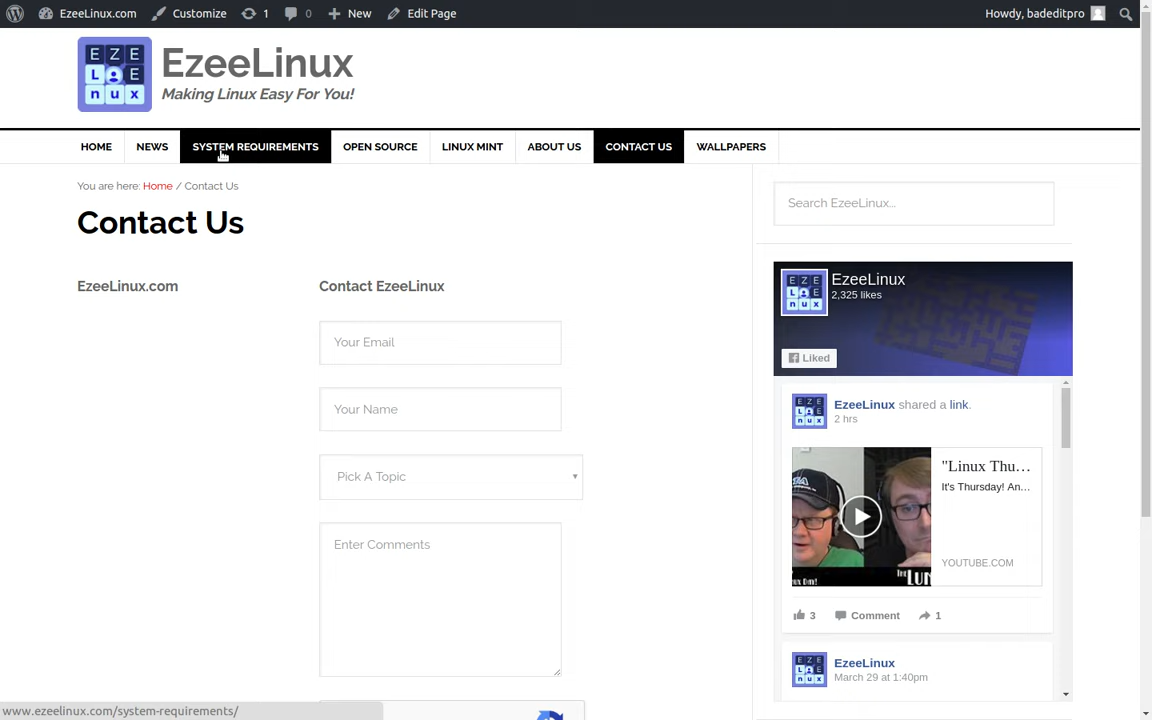 EzeeLinux.com Customize 1 0 New Edit Page Howdy, badeditpro
E Z E
L E
n u x
EzeeLinux
Making Linux Easy For You!
HOME NEWS SYSTEM REQUIREMENTS OPEN SOURCE LINUX MINT ABOUT US CONTACT US WALLPAPERS
You are here: Home / Contact Us
Contact Us
EzeeLinux.com
Contact EzeeLinux
Your Email
Your Name
Pick A Topic
Enter Comments
Search EzeeLinux...
E Z E
L E
n u x
EzeeLinux
2,325 likes
Liked
EzeeLinux shared a link.
2 hrs
"Linux Thu...
It's Thursday! An...
YOUTUBE.COM
3 Comment 1
EzeeLinux
March 29 at 1:40pm
www.ezeelinux.com/system-requirements/